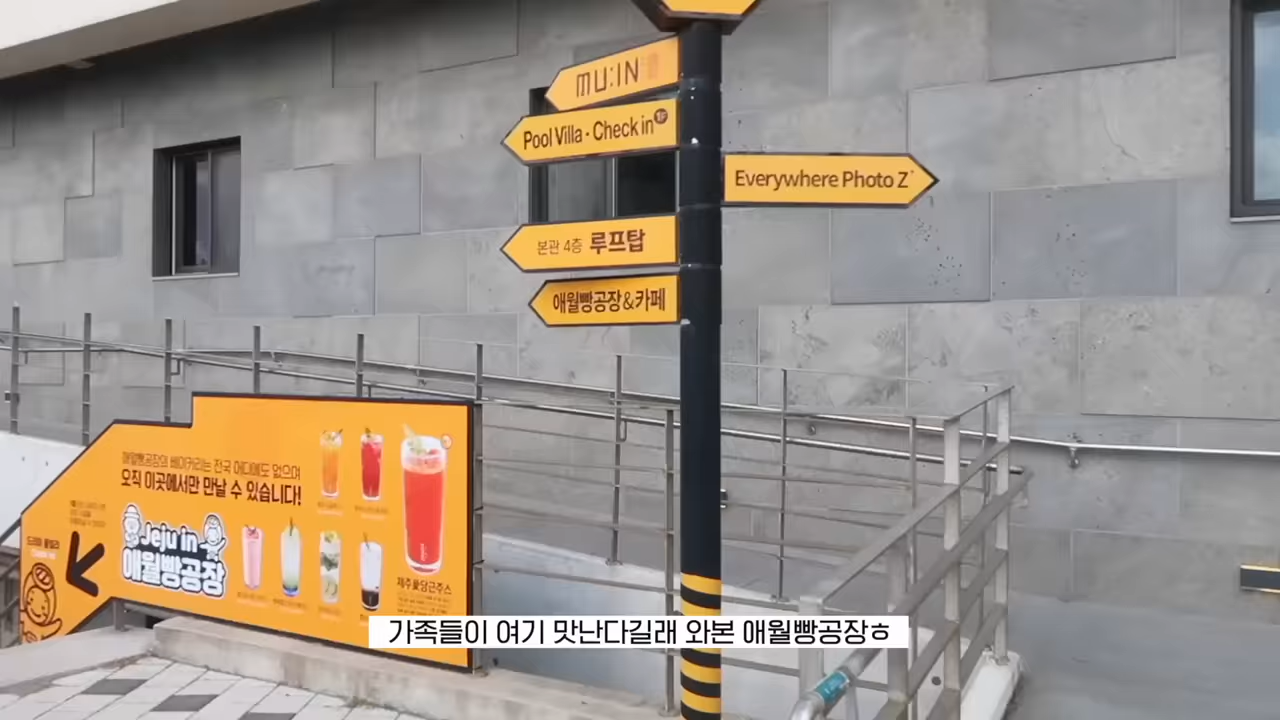 mu:IN
Pool Villa · Check in 1F
Everywhere Photo Z
본관 4층 루프탑
애월빵공장&카페
애월빵공장의 베이커리는 전국 어디에도 없으며
오직 이곳에서만 만날 수 있습니다!
Jeju in
애월빵공장
제주愛당근주스
가족들이 여기 맛난다길래 와본 애월빵공장ㅎ